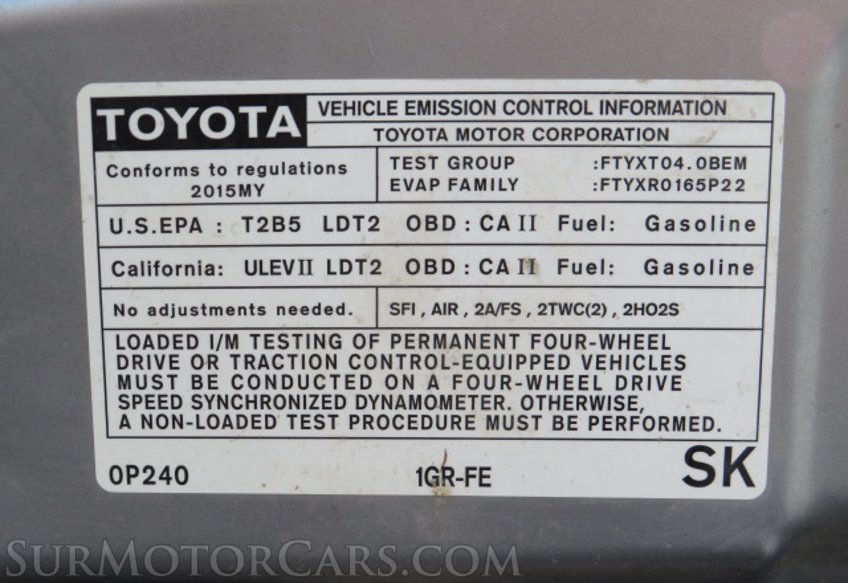 TOYOTA
VEHICLE EMISSION CONTROL INFORMATION
TOYOTA MOTOR CORPORATION
Conforms to regulations
2015MY
TEST GROUP :FTYXT04.0BEM
EVAP FAMILY :FTYXR0165P22
U.S.EPA : T2B5 LDT2 OBD : CA II Fuel: Gasoline
California: ULEV II LDT2 OBD : CA II Fuel: Gasoline
No adjustments needed.
SFI , AIR , 2A/FS , 2TWC(2) , 2HO2S
LOADED I/M TESTING OF PERMANENT FOUR-WHEEL
DRIVE OR TRACTION CONTROL-EQUIPPED VEHICLES
MUST BE CONDUCTED ON A FOUR-WHEEL DRIVE
SPEED SYNCHRONIZED DYNAMOMETER. OTHERWISE,
A NON-LOADED TEST PROCEDURE MUST BE PERFORMED.
0P240 1GR-FE SK
SURMOTORCARS.COM